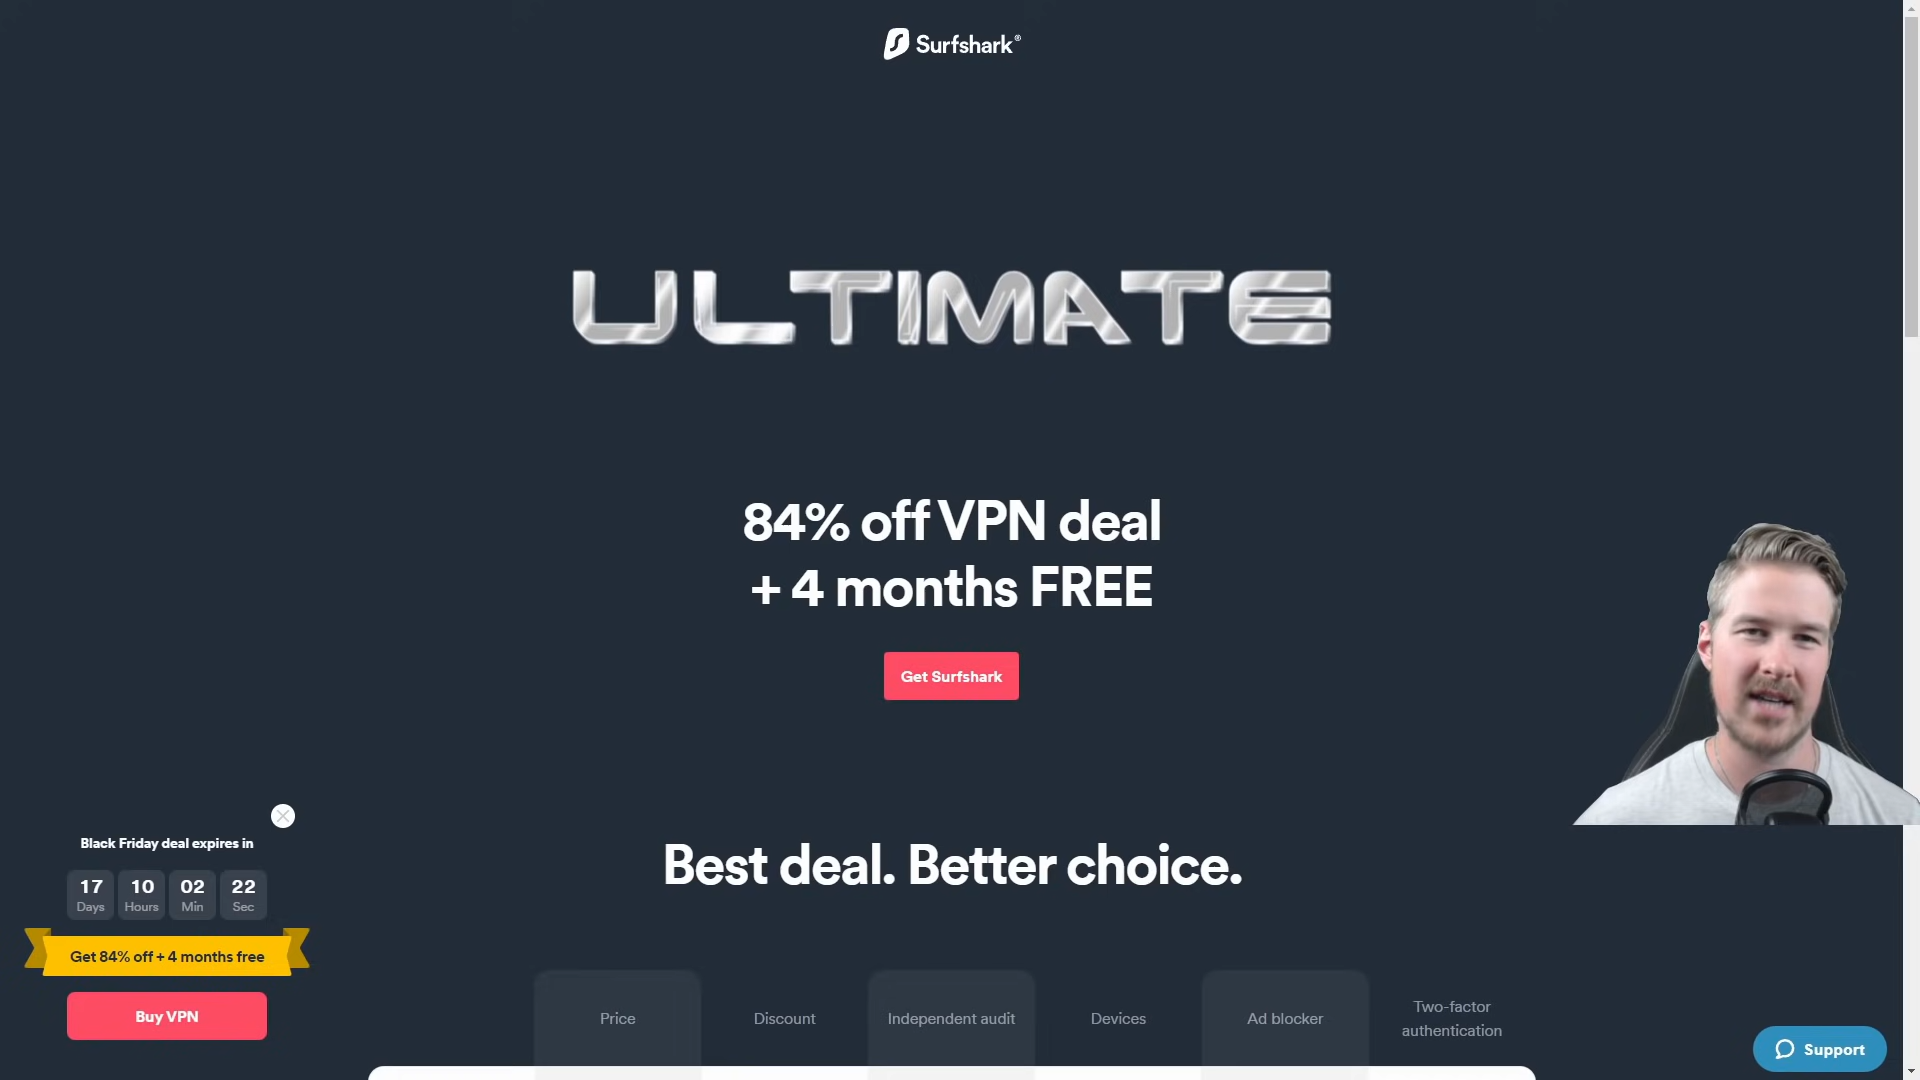 Surfshark®
ULTIMATE
84% off VPN deal
+ 4 months FREE
Get Surfshark
Black Friday deal expires in
17 10 02 22
Days Hours Min Sec
Get 84% off + 4 months free
Buy VPN
Best deal. Better choice.
Price Discount Independent audit Devices Ad blocker Two-factor
authentication
Support